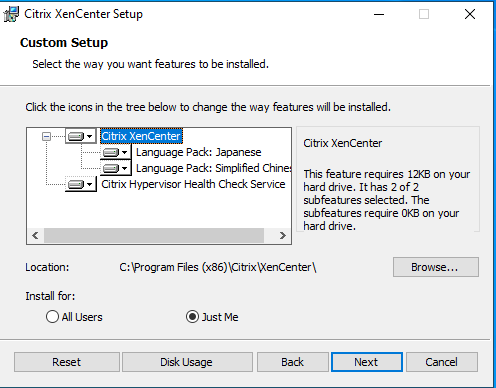 Citrix XenCenter Setup
Custom Setup
Select the way you want features to be installed.
Click the icons in the tree below to change the way features will be installed.
Citrix XenCenter
Language Pack: Japanese
Language Pack: Simplified Chines
Citrix Hypervisor Health Check Service
Citrix XenCenter
This feature requires 12KB on your
hard drive. It has 2 of 2
subfeatures selected. The
subfeatures require 0KB on your
hard drive.
Location: C:\Program Files (x86)\Citrix\XenCenter\ Browse...
Install for:
All Users Just Me
Reset Disk Usage Back Next Cancel